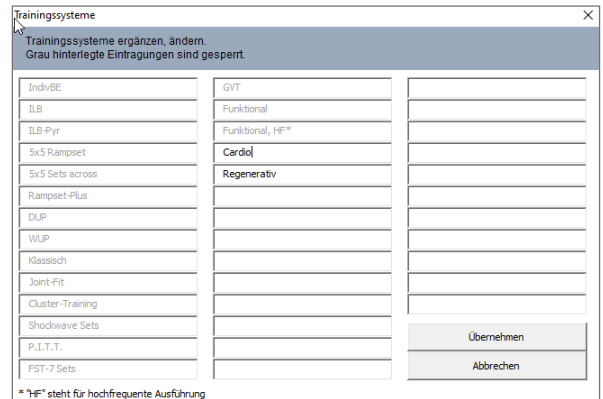 Trainingssysteme
Trainingssysteme ergänzen, ändern.
Grau hinterlegte Eintragungen sind gesperrt.
IndivBE
ILB
ILB-Pyr
5x5 Rampset
5x5 Sets across
Rampset-Plus
DUP
WUP
Klassisch
Joint-Fit
Cluster-Training
Shockwave Sets
P.I.T.T.
FST-7 Sets
GVT
Funktional
Funktional, HF*
Cardio
Regenerativ
Übernehmen
Abbrechen
* "HF" steht für hochfrequente Ausführung